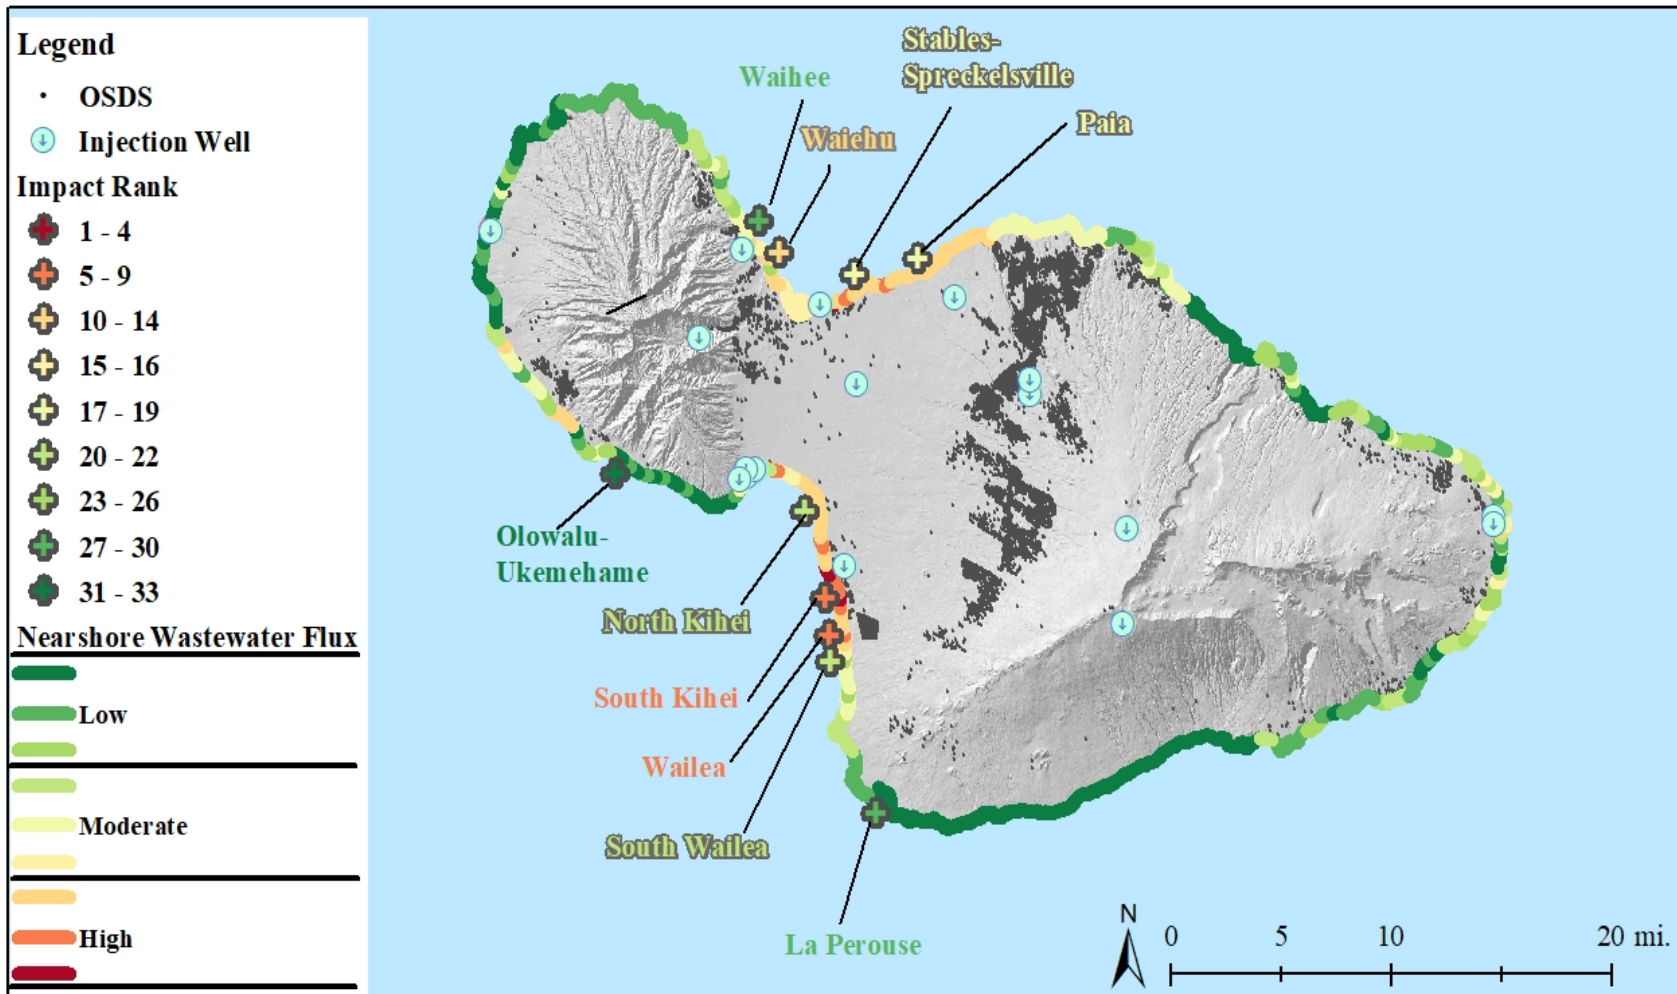 Legend
OSDS
Injection Well
Impact Rank
1 - 4
5 - 9
10 - 14
15 - 16
17 - 19
20 - 22
23 - 26
27 - 30
31 - 33
Nearshore Wastewater Flux
Low
Moderate
High
Stables-
Spreckelsville
Waihee
Paia
Waiehu
Olowalu-
Ukemehame
North Kihei
South Kihei
Wailea
South Wailea
La Perouse
N
0 5 10 20 mi.